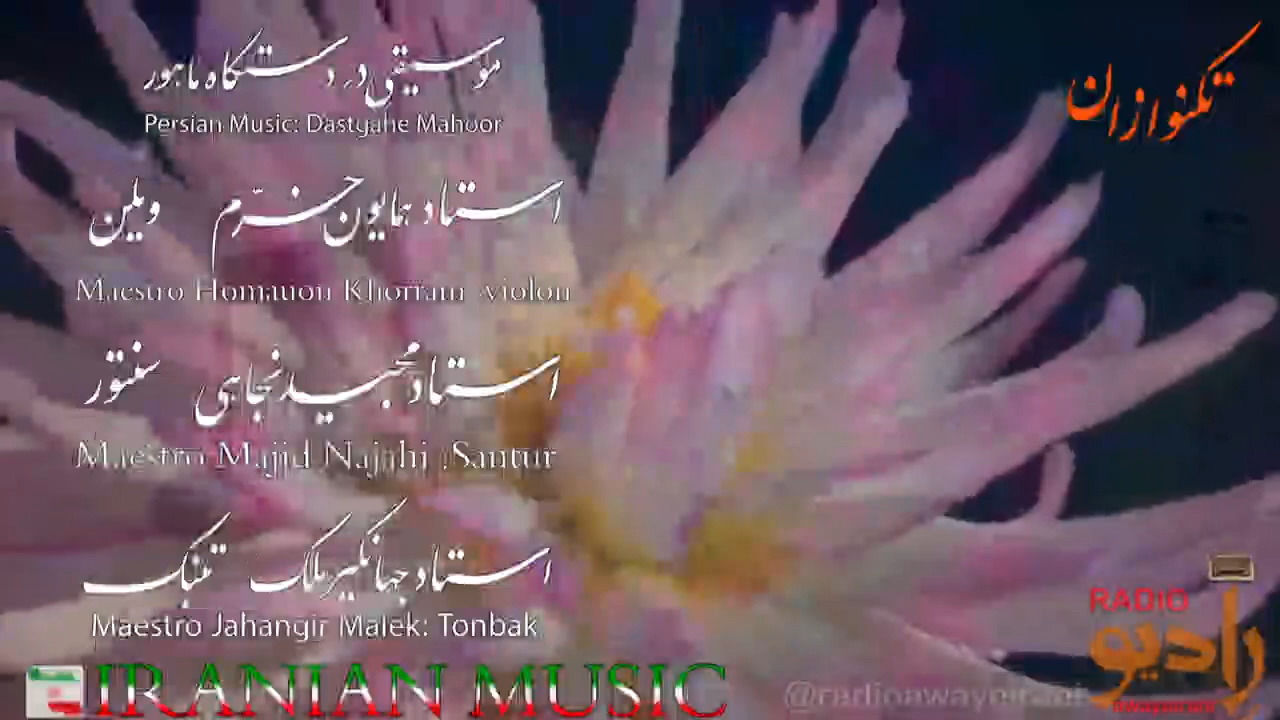 موسیقی در دستگاه ماهور
تکنوازان
Persian Music: Dastgahe Mahoor
استاد همایون خرّم ویلن
Maestro Homauon Khorram :violon
استاد مجید نجاهی سنتور
Maestro Majid Najahi :Santur
استاد جهانگیر ملک تنبک
Maestro Jahangir Malek: Tonbak
RADIO
رادیو
IRANIAN MUSIC